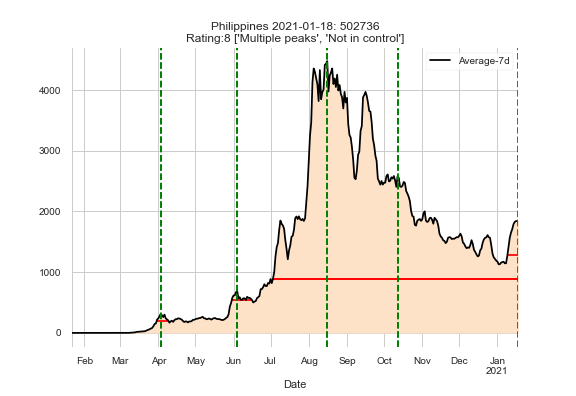 Philippines 2021-01-18: 502736
Rating:8 ['Multiple peaks', 'Not in control']
Average-7d
4000
3000
2000
1000
0
Feb Mar Apr May Jun Jul Aug Sep Oct Nov Dec Jan
2021
Date